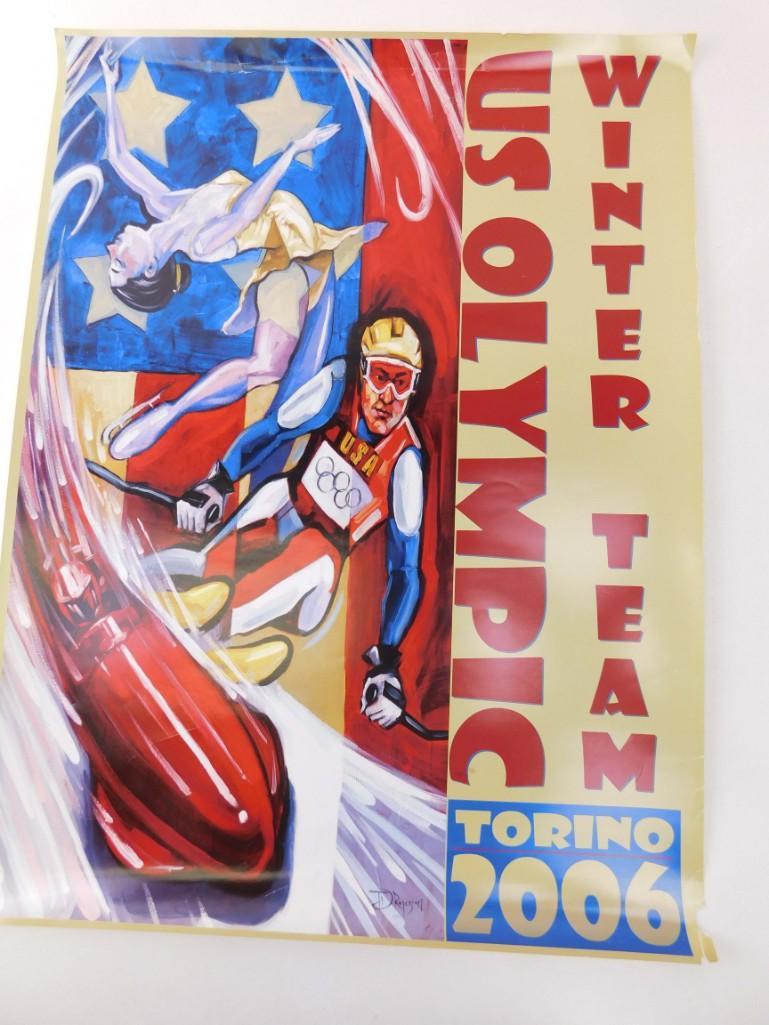 US OLYMPIC
WINTER TEAM
TORINO
2006
USA